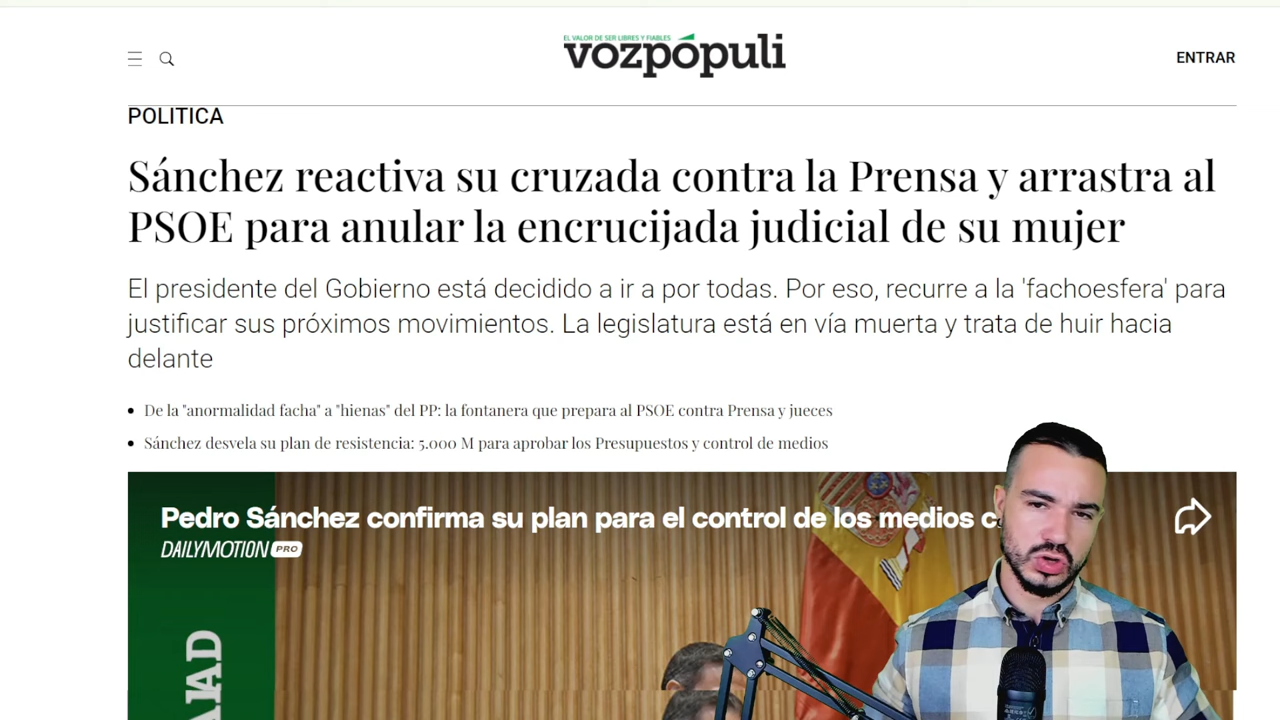 EL VALOR DE SER LIBRES Y FIABLES
vozpópuli
ENTRAR
POLITICA
Sánchez reactiva su cruzada contra la Prensa y arrastra al
PSOE para anular la encrucijada judicial de su mujer
El presidente del Gobierno está decidido a ir a por todas. Por eso, recurre a la 'fachoesfera' para
justificar sus próximos movimientos. La legislatura está en vía muerta y trata de huir hacia
delante
De la "anormalidad facha" a "hienas" del PP: la fontanera que prepara al PSOE contra Prensa y jueces
Sánchez desvela su plan de resistencia: 5.000 M para aprobar los Presupuestos y control de medios
Pedro Sánchez confirma su plan para el control de los medios c
DAILYMOTION PRO